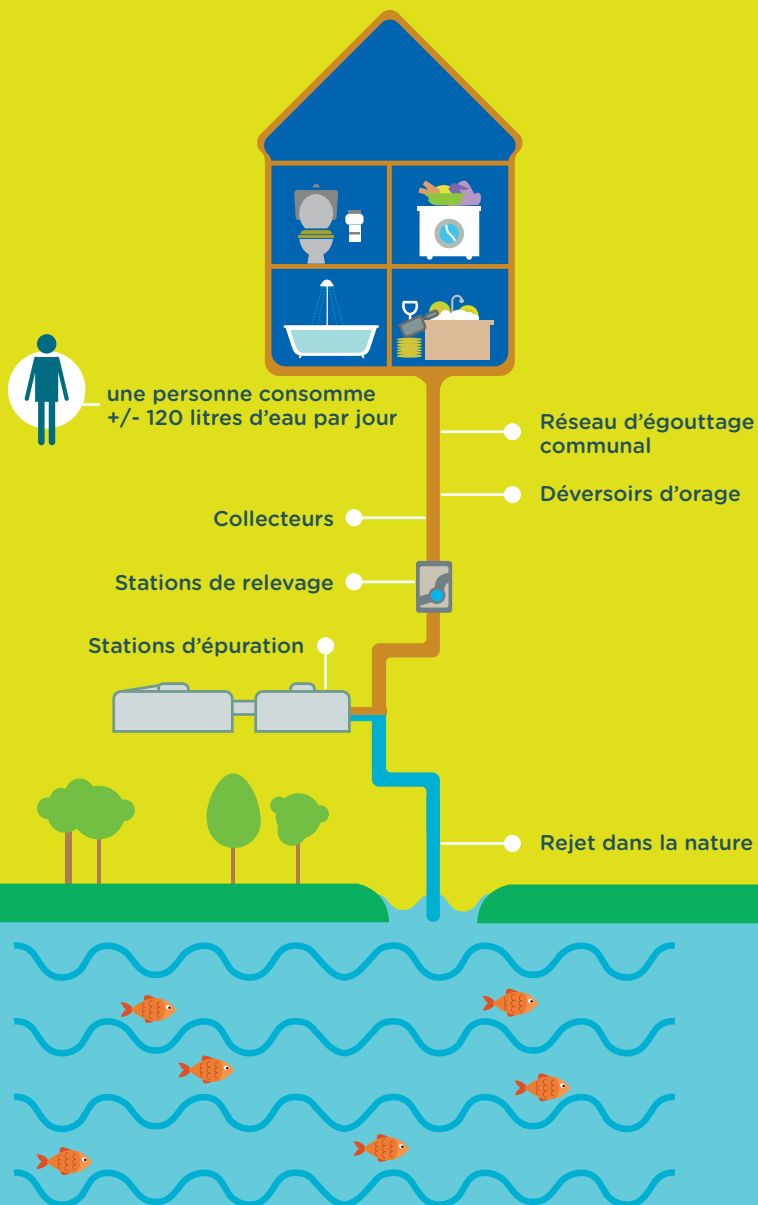 une personne consomme
+/- 120 litres d'eau par jour
Réseau d'égouttage
communal
Déversoirs d'orage
Collecteurs
Stations de relevage
Stations d'épuration
Rejet dans la nature